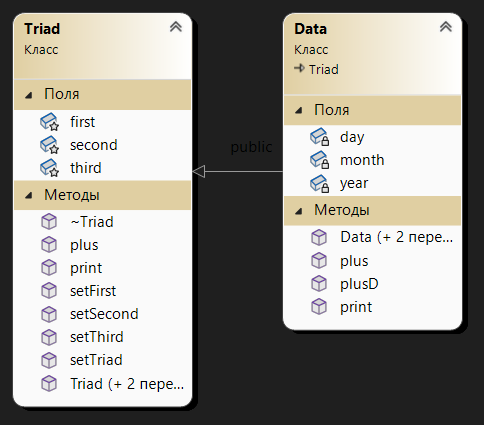 Triad
Класс
Поля
first
second
third
Методы
~Triad
plus
print
setFirst
setSecond
setThird
setTriad
Triad (+ 2 пере...
public
Data
Класс
Triad
Поля
day
month
year
Методы
Data (+ 2 пере...
plus
plusD
print